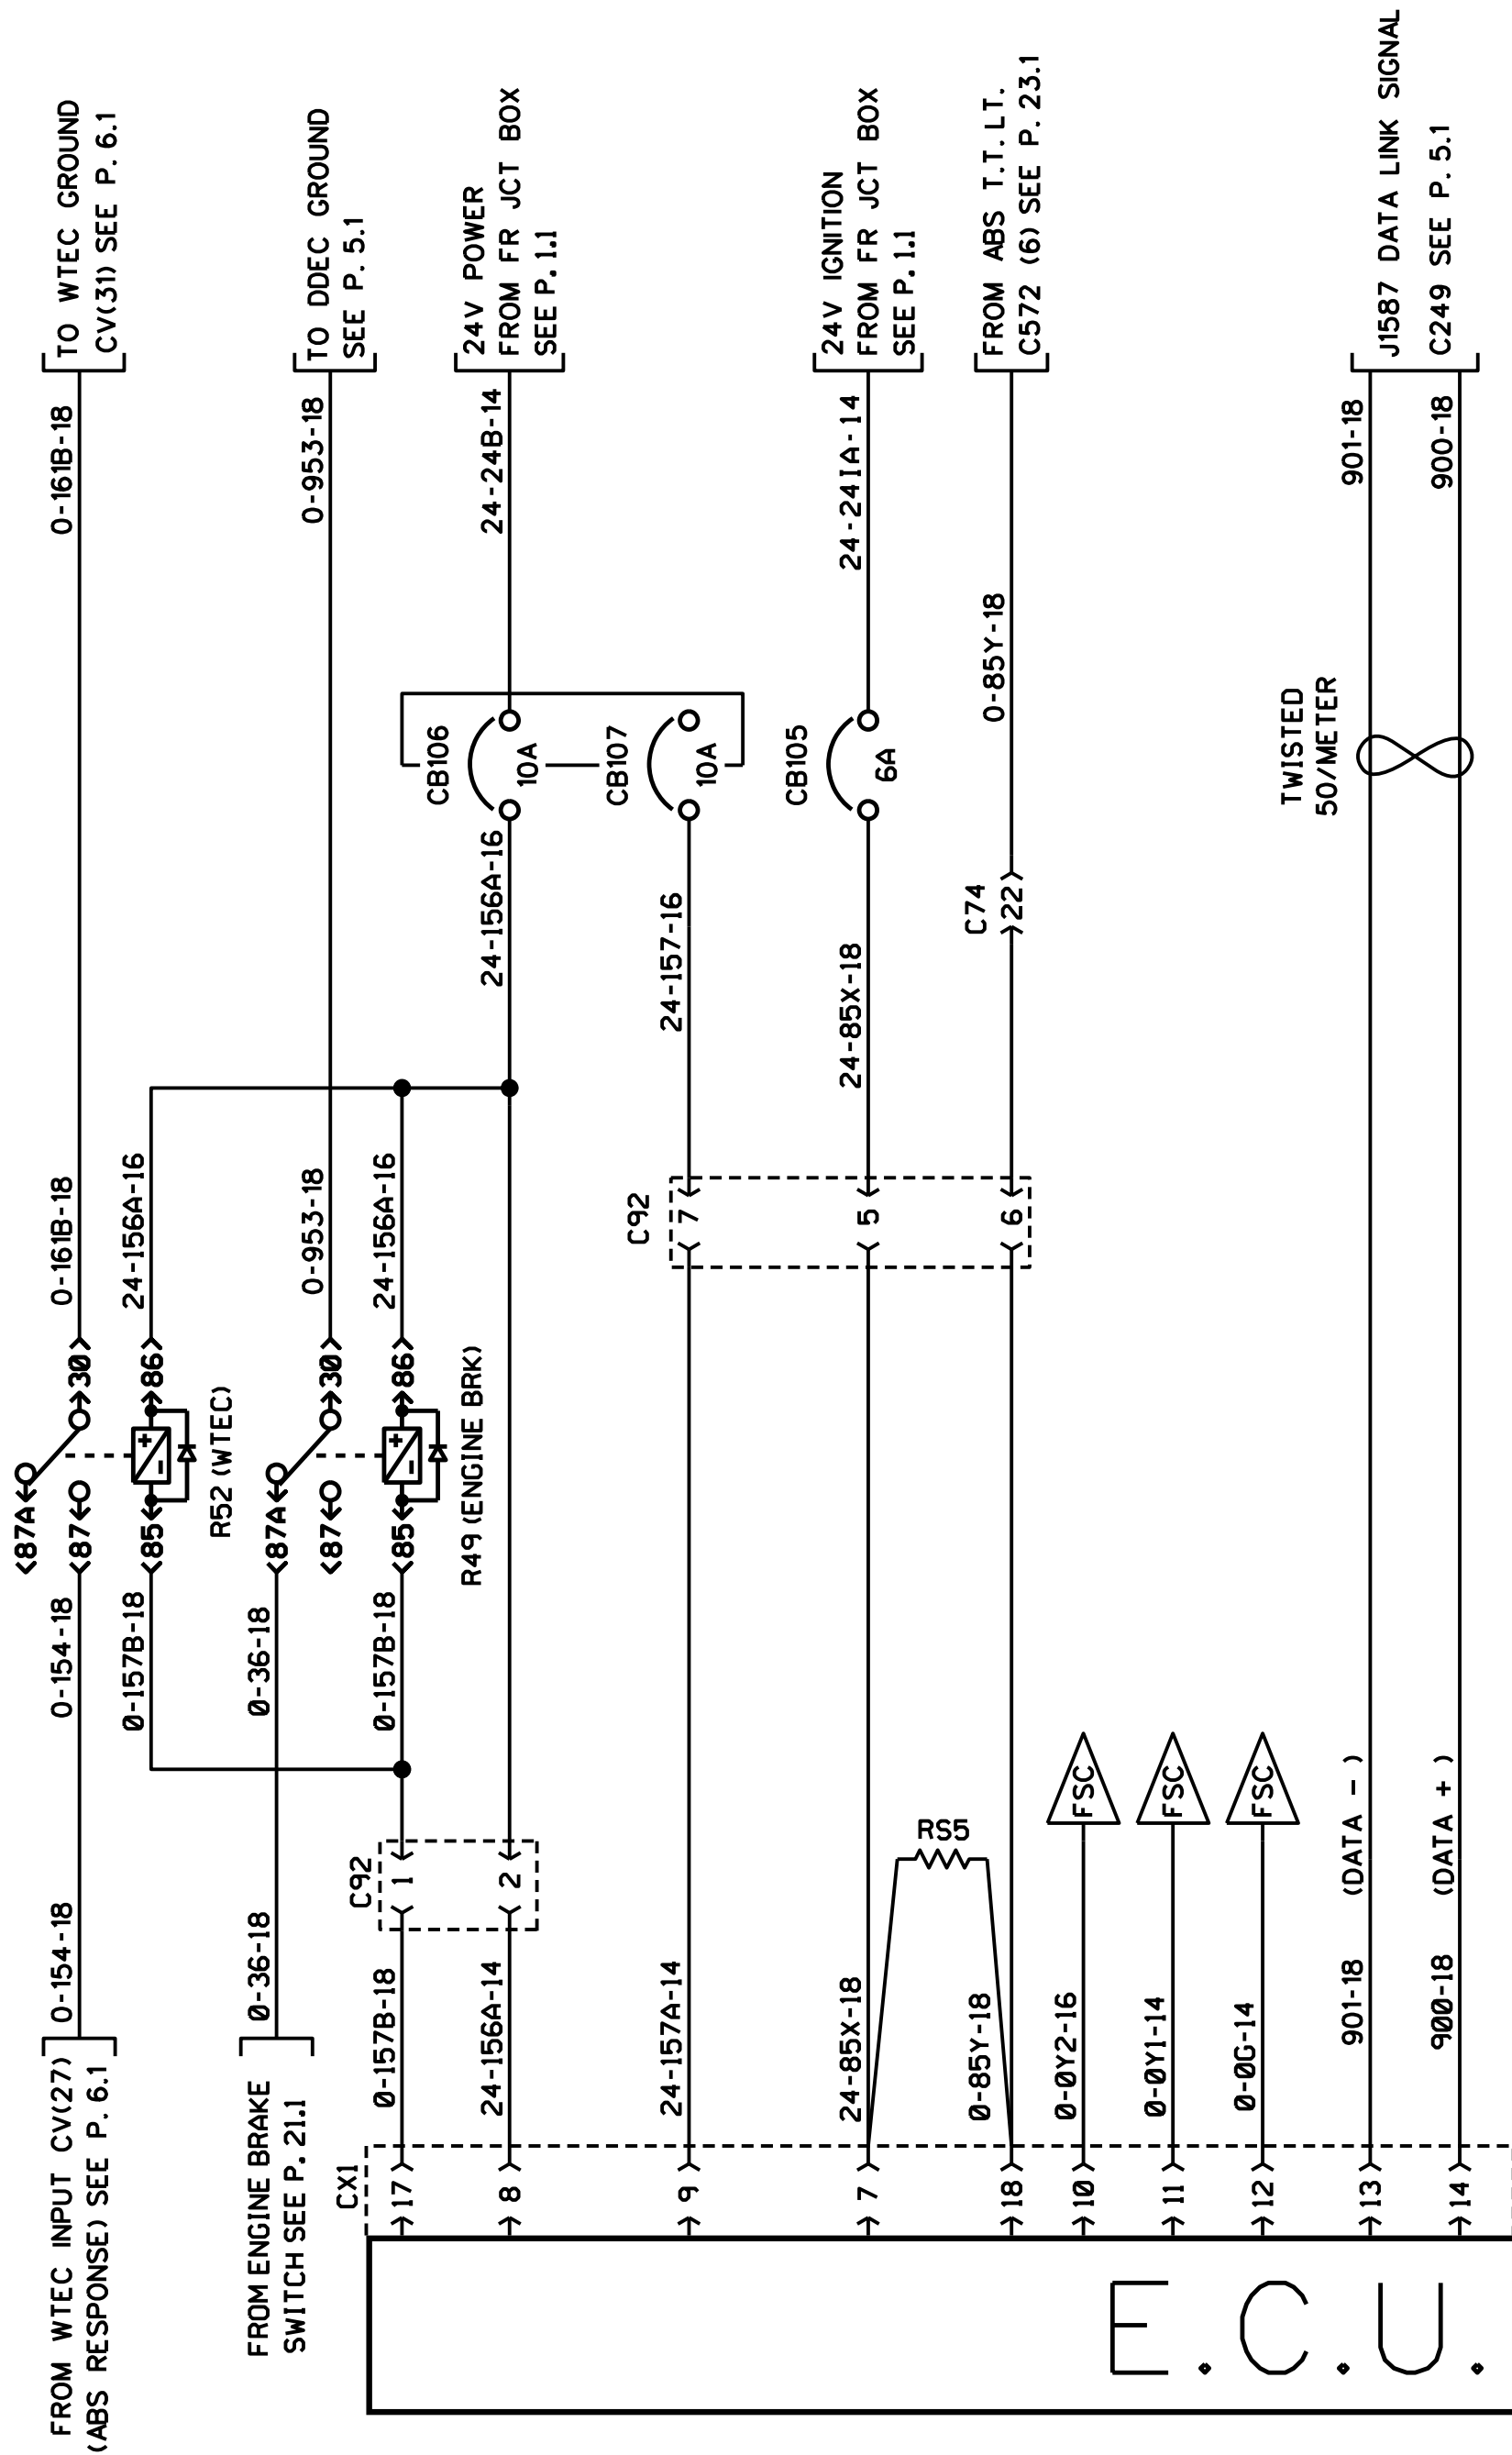 FROM WTEC INPUT CV(27)
(ABS RESPONSE) SEE P. 6.1
0-154-18
0-154-18
87A
87
30
0-161B-18
0-161B-18
TO WTEC GROUND
CV(31) SEE P. 6.1
0-157B-18
85
- +
86
24-156A-16
R52 (WTEC)
FROM ENGINE BRAKE
SWITCH SEE P. 21.1
0-36-18
0-36-18
87A
87
30
0-953-18
0-953-18
TO DDEC GROUND
SEE P. 5.1
CX1
17
0-157B-18
C92
1
0-157B-18
85
- +
86
24-156A-16
R49 (ENGINE BRK)
8
24-156A-14
2
24-156A-16
CB106
10A
24-24B-14
24V POWER
FROM FR JCT BOX
SEE P. 1.1
9
24-157A-14
C92
7
24-157-16
CB107
10A
7
24-85X-18
5
24-85X-18
CB105
6A
24-24IA-14
24V IGNITION
FROM FR JCT BOX
SEE P. 1.1
RS5
18
0-85Y-18
6
C74
22
0-85Y-18
FROM ABS T.T.LT.
C572 (6) SEE P. 23.1
10
0-0Y2-16
FSC
11
0-0Y1-14
FSC
12
0-0G-14
FSC
E.C.U.
13
901-18
(DATA - )
TWISTED
50/METER
901-18
J1587 DATA LINK SIGNAL
14
900-18
(DATA + )
900-18
C249 SEE P. 5.1